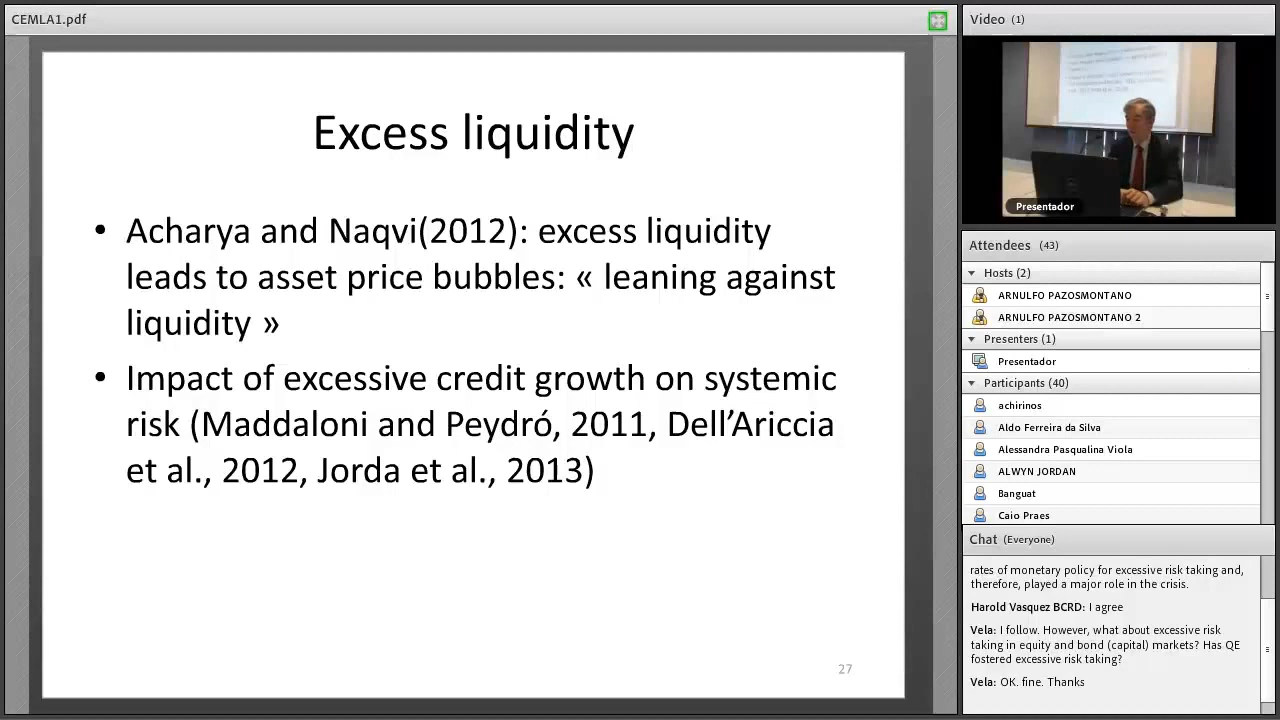 CEMLA1.pdf
Excess liquidity
• Acharya and Naqvi(2012): excess liquidity
leads to asset price bubbles: « leaning against
liquidity »
• Impact of excessive credit growth on systemic
risk (Maddaloni and Peydró, 2011, Dell’Ariccia
et al., 2012, Jorda et al., 2013)
27
Video (1)
Presentador
Attendees (43)
Hosts (2)
ARNULFO PAZOSMONTANO
ARNULFO PAZOSMONTANO 2
Presenters (1)
Presentador
Participants (40)
achirinos
Aldo Ferreira da Silva
Alessandra Pasqualina Viola
ALWYN JORDAN
Banguat
Caio Praes
Chat (Everyone)
rates of monetary policy for excessive risk taking and,
therefore, played a major role in the crisis.
Harold Vasquez BCRD: I agree
Vela: I follow. However, what about excessive risk
taking in equity and bond (capital) markets? Has QE
fostered excessive risk taking?
Vela: OK. fine. Thanks